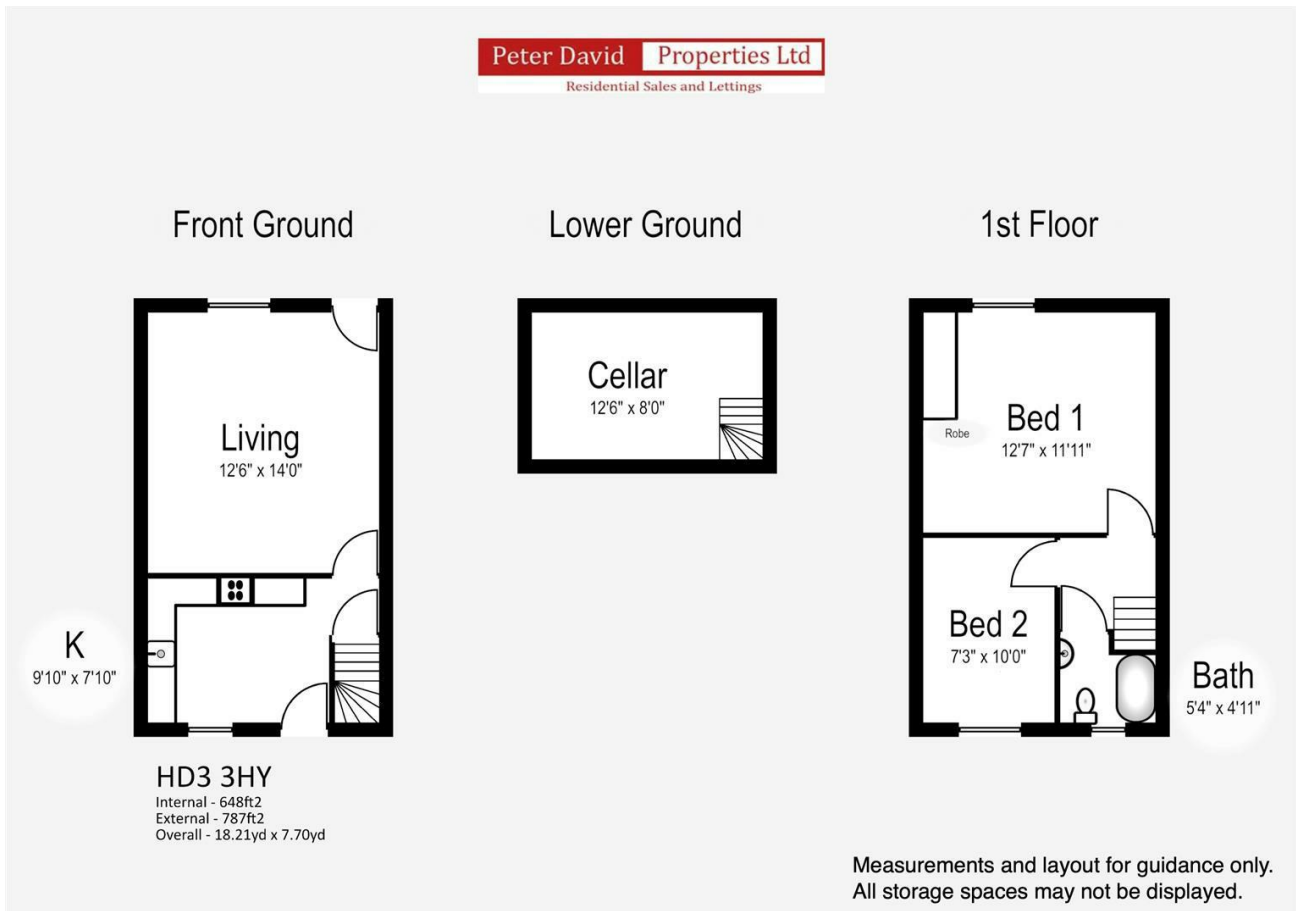 Peter David Properties Ltd
Residential Sales and Lettings
Front Ground
Lower Ground
1st Floor
Living
12'6" x 14'0"
K
9'10" x 7'10"
Cellar
12'6" x 8'0"
Robe
Bed 1
12'7" x 11'11"
Bed 2
7'3" x 10'0"
Bath
5'4" x 4'11"
HD3 3HY
Internal - 648ft2
External - 787ft2
Overall - 18.21yd x 7.70yd
Measurements and layout for guidance only.
All storage spaces may not be displayed.